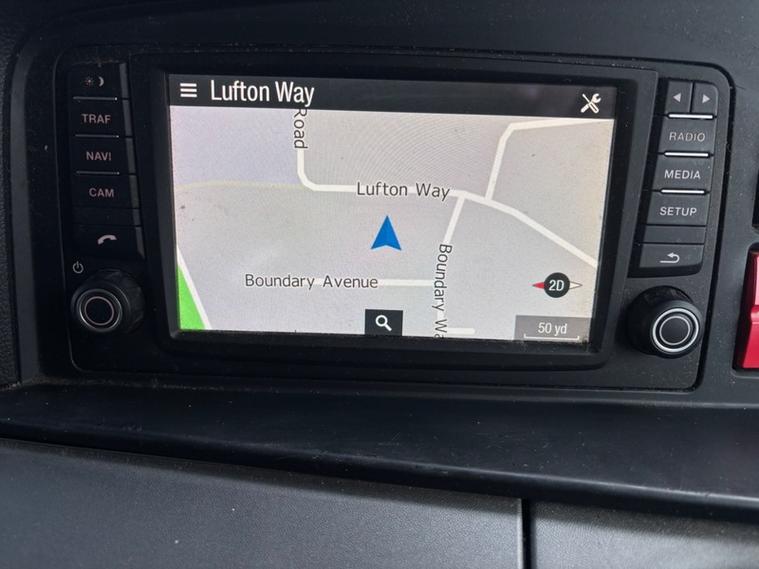 Lufton Way
TRAF
NAVI
CAM
RADIO
MEDIA
SETUP
Road
Lufton Way
Boundary Avenue
Boundary Wa
2D
50 yd